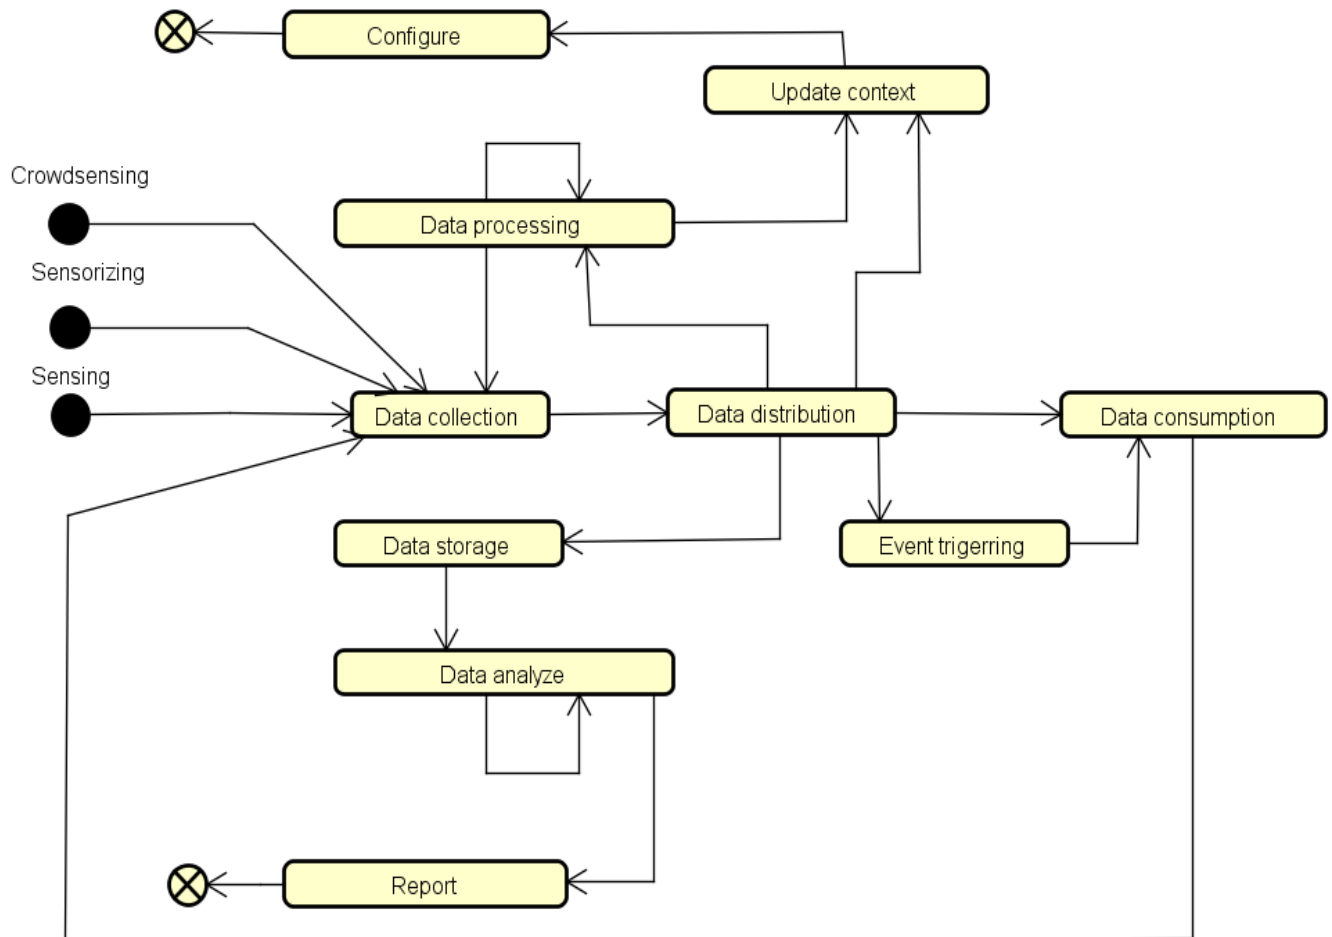 Configure
Update context
Crowdsensing
Data processing
Sensorizing
Sensing
Data collection
Data distribution
Data consumption
Data storage
Event trigerring
Data analyze
Report